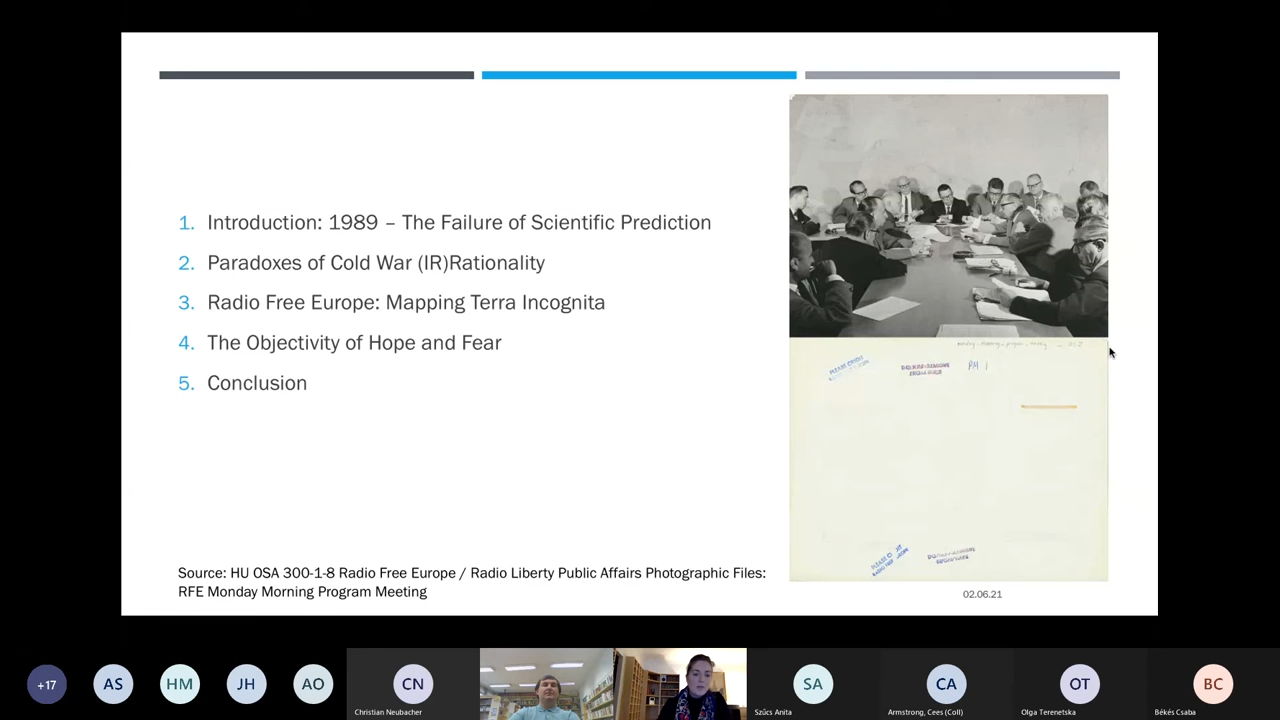 1. Introduction: 1989 – The Failure of Scientific Prediction
2. Paradoxes of Cold War (IR)Rationality
3. Radio Free Europe: Mapping Terra Incognita
4. The Objectivity of Hope and Fear
5. Conclusion
PM 1
Source: HU OSA 300-1-8 Radio Free Europe / Radio Liberty Public Affairs Photographic Files:
RFE Monday Morning Program Meeting
02.06.21
+17
AS
HM
JH
AO
CN
SA
CA
OT
BC
Christian Neubacher
Szűcs Anita
Armstrong, Cees (Coll)
Olga Terenetska
Békés Csaba